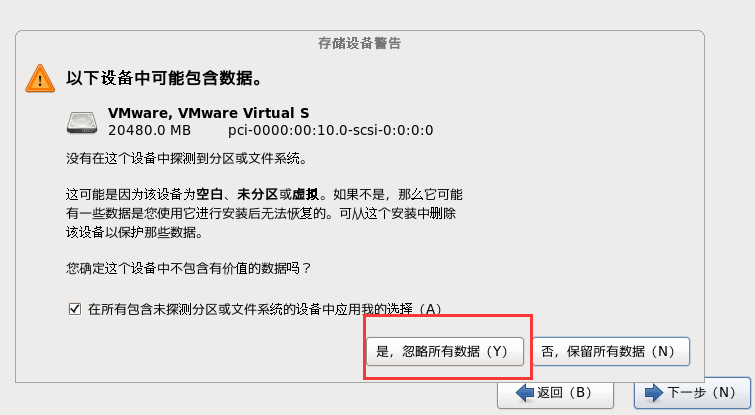 存储设备警告
以下设备中可能包含数据。
VMware, VMware Virtual S
20480.0 MB pci-0000:00:10.0-scsi-0:0:0:0
没有在这个设备中探测到分区或文件系统。
这可能是因为该设备为空白、未分区或虚拟。如果不是，那么它可能
有一些数据是您使用它进行安装后无法恢复的。可从这个安装中删除
该设备以保护那些数据。
您确定这个设备中不包含有价值的数据吗？
在所有包含未探测分区或文件系统的设备中应用我的选择（A）
是，忽略所有数据（Y） 否，保留所有数据（N）
返回（B） 下一步（N）